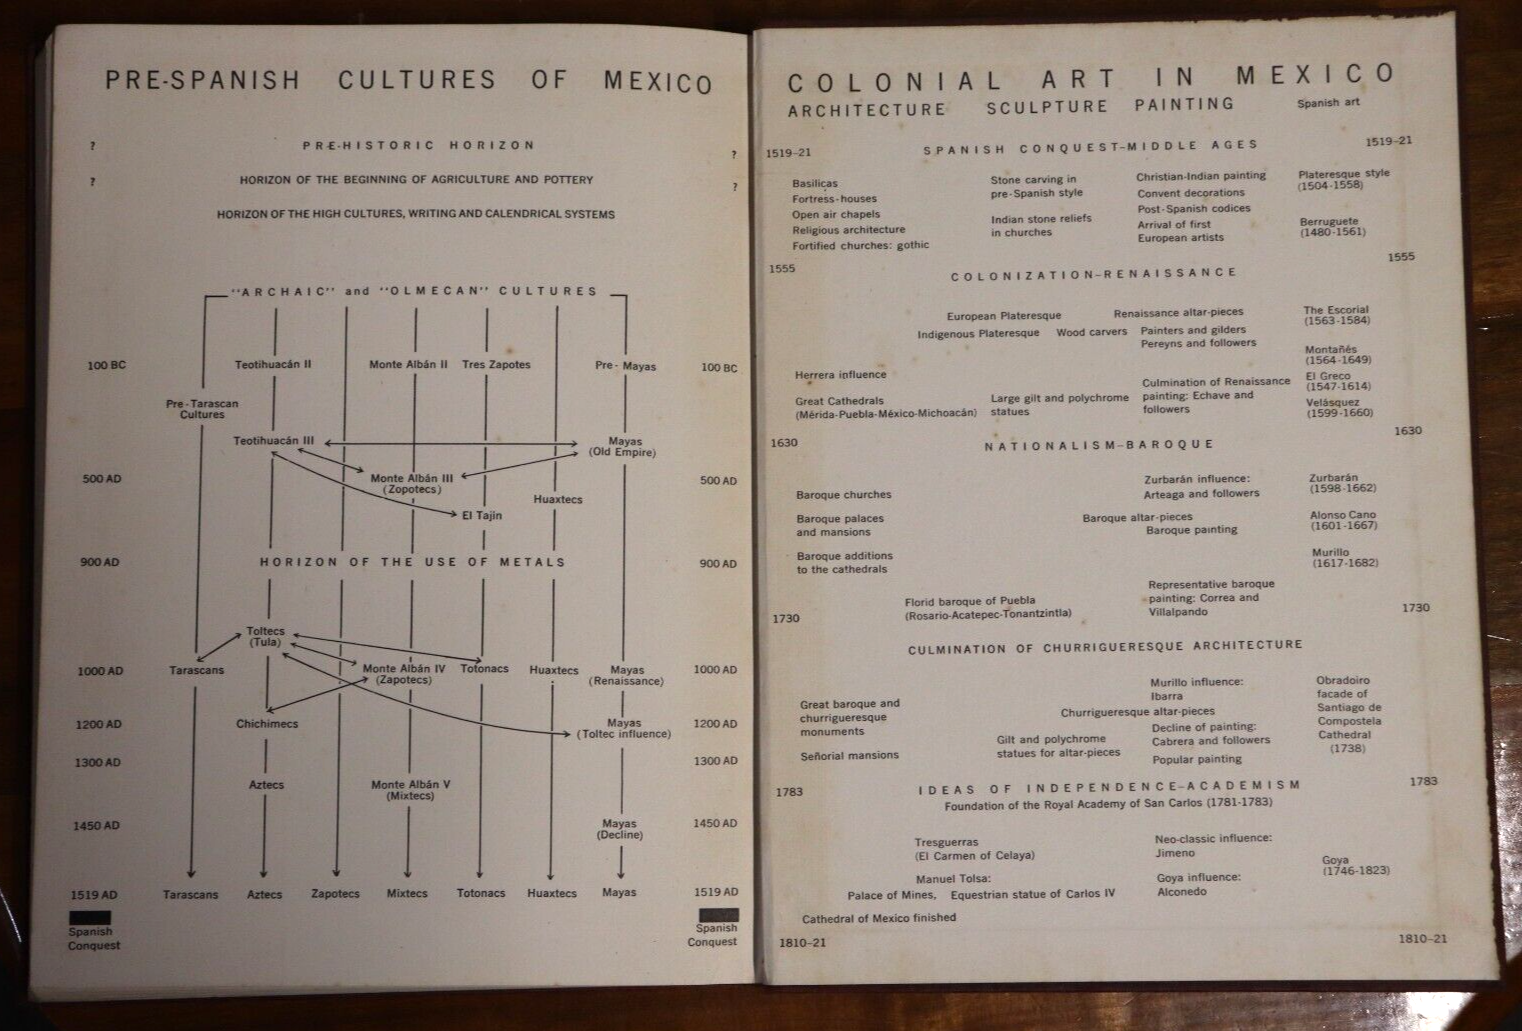 PRE-SPANISH CULTURES OF MEXICO
? PRE-HISTORIC HORIZON ?
? HORIZON OF THE BEGINNING OF AGRICULTURE AND POTTERY ?
HORIZON OF THE HIGH CULTURES, WRITING AND CALENDRICAL SYSTEMS
"ARCHAIC" and "OLMECAN" CULTURES
100 BC Teotihuacán II Monte Albán II Tres Zapotes Pre - Mayas 100 BC
Pre-Tarascan
Cultures
Teotihuacán III Mayas
(Old Empire)
500 AD Monte Albán III 500 AD
(Zapotecs)
Huaxtecs
El Tajin
900 AD HORIZON OF THE USE OF METALS 900 AD
Toltecs
(Tula)
1000 AD Tarascans Monte Albán IV Totonacs Huaxtecs Mayas 1000 AD
(Zapotecs) (Renaissance)
1200 AD Chichimecs Mayas 1200 AD
(Toltec influence)
1300 AD 1300 AD
Aztecs Monte Albán V
(Mixtecs)
1450 AD Mayas 1450 AD
(Decline)
1519 AD Tarascans Aztecs Zapotecs Mixtecs Totonacs Huaxtecs Mayas 1519 AD
Spanish Spanish
Conquest Conquest
COLONIAL ART IN MEXICO
ARCHITECTURE SCULPTURE PAINTING Spanish art
1519-21 SPANISH CONQUEST-MIDDLE AGES 1519-21
Basilicas
Fortress-houses
Open air chapels
Religious architecture
Fortified churches: gothic
Stone carving in
pre-Spanish style
Indian stone reliefs
in churches
Christian-Indian painting
Convent decorations
Post-Spanish codices
Arrival of first
European artists
Plateresque style
(1504-1558)
Berruguete
(1480-1561)
1555 COLONIZATION-RENAISSANCE 1555
European Plateresque Renaissance altar-pieces
Indigenous Plateresque Wood carvers Painters and gilders
Pereyns and followers
The Escorial
(1563-1584)
Montañés
(1564-1649)
Herrera influence
Great Cathedrals
(Mérida-Puebla-México-Michoacán)
Large gilt and polychrome
statues
Culmination of Renaissance
painting: Echave and
followers
El Greco
(1547-1614)
Velásquez
(1599-1660)
1630 NATIONALISM-BAROQUE 1630
Baroque churches
Baroque palaces
and mansions
Baroque additions
to the cathedrals
Zurbarán influence:
Arteaga and followers
Baroque altar-pieces
Baroque painting
Zurbarán
(1598-1662)
Alonso Cano
(1601-1667)
Murillo
(1617-1682)
Florid baroque of Puebla
(Rosario-Acatepec-Tonantzintla)
Representative baroque
painting: Correa and
Villalpando
1730 1730
CULMINATION OF CHURRIGUERESQUE ARCHITECTURE
Great baroque and
churrigueresque
monuments
Señorial mansions
Murillo influence:
Ibarra
Churrigueresque altar-pieces
Gilt and polychrome
statues for altar-pieces
Decline of painting:
Cabrera and followers
Popular painting
Obradoiro
facade of
Santiago de
Compostela
Cathedral
(1738)
1783 IDEAS OF INDEPENDENCE-ACADEMISM 1783
Foundation of the Royal Academy of San Carlos (1781-1783)
Tresguerras
(El Carmen of Celaya)
Neo-classic influence:
Jimeno
Manuel Tolsa:
Palace of Mines, Equestrian statue of Carlos IV
Goya influence:
Alconedo
Goya
(1746-1823)
Cathedral of Mexico finished
1810-21 1810-21